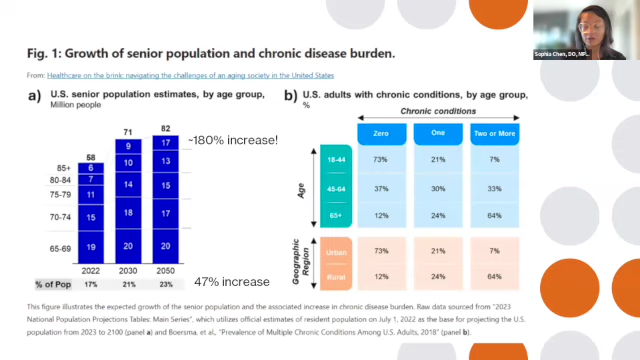 Sophia Chen, DO, NIFL
Fig. 1: Growth of senior population and chronic disease burden.
From: Healthcare on the brink: navigating the challenges of an aging society in the United States
a) U.S. senior population estimates, by age group,
Million people
58 71 82
85+ 6 9 17
80-84 7 10 13
75-79 11 14 15
70-74 15 18 17
65-69 19 20 20
2022 2030 2050
% of Pop 17% 21% 23%
~180% increase!
47% increase
b) U.S. adults with chronic conditions, by age group,
%
Chronic conditions
Zero One Two or More
Age
18-44 73% 21% 7%
45-64 37% 30% 33%
65+ 12% 24% 64%
Geographic
Region
Urban 73% 21% 7%
Rural 12% 24% 64%
This figure illustrates the expected growth of the senior population and the associated increase in chronic disease burden. Raw data sourced from "2023
National Population Projections Tables: Main Series", which utilizes official estimates of resident population on July 1, 2022 as the base for projecting the U.S.
population from 2023 to 2100 (panel a) and Boersma, et al., "Prevalence of Multiple Chronic Conditions Among U.S. Adults, 2018" (panel b).